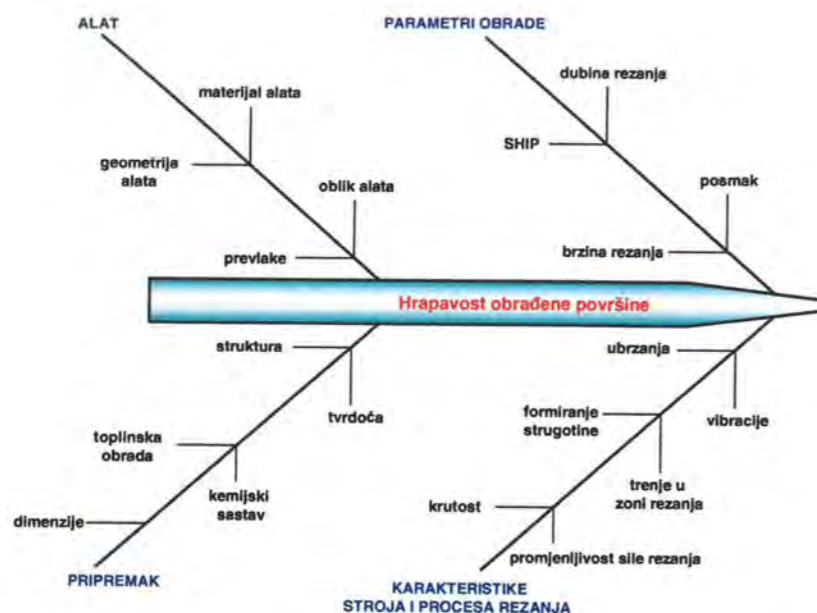 ALAT
PARAMETRI OBRADE
dubina rezanja
materijal alata
SHIP
geometrija
alata
posmak
oblik alata
brzina rezanja
prevlake
Hrapavost obrađene površine
struktura
ubrzanja
tvrdoća
formiranje
strugotine
vibracije
toplinska
obrada
trenje u
zoni rezanja
kemijski
sastav
krutost
dimenzije
promjenljivost sile rezanja
PRIPREMAK
KARAKTERISTIKE
STROJA I PROCESA REZANJA